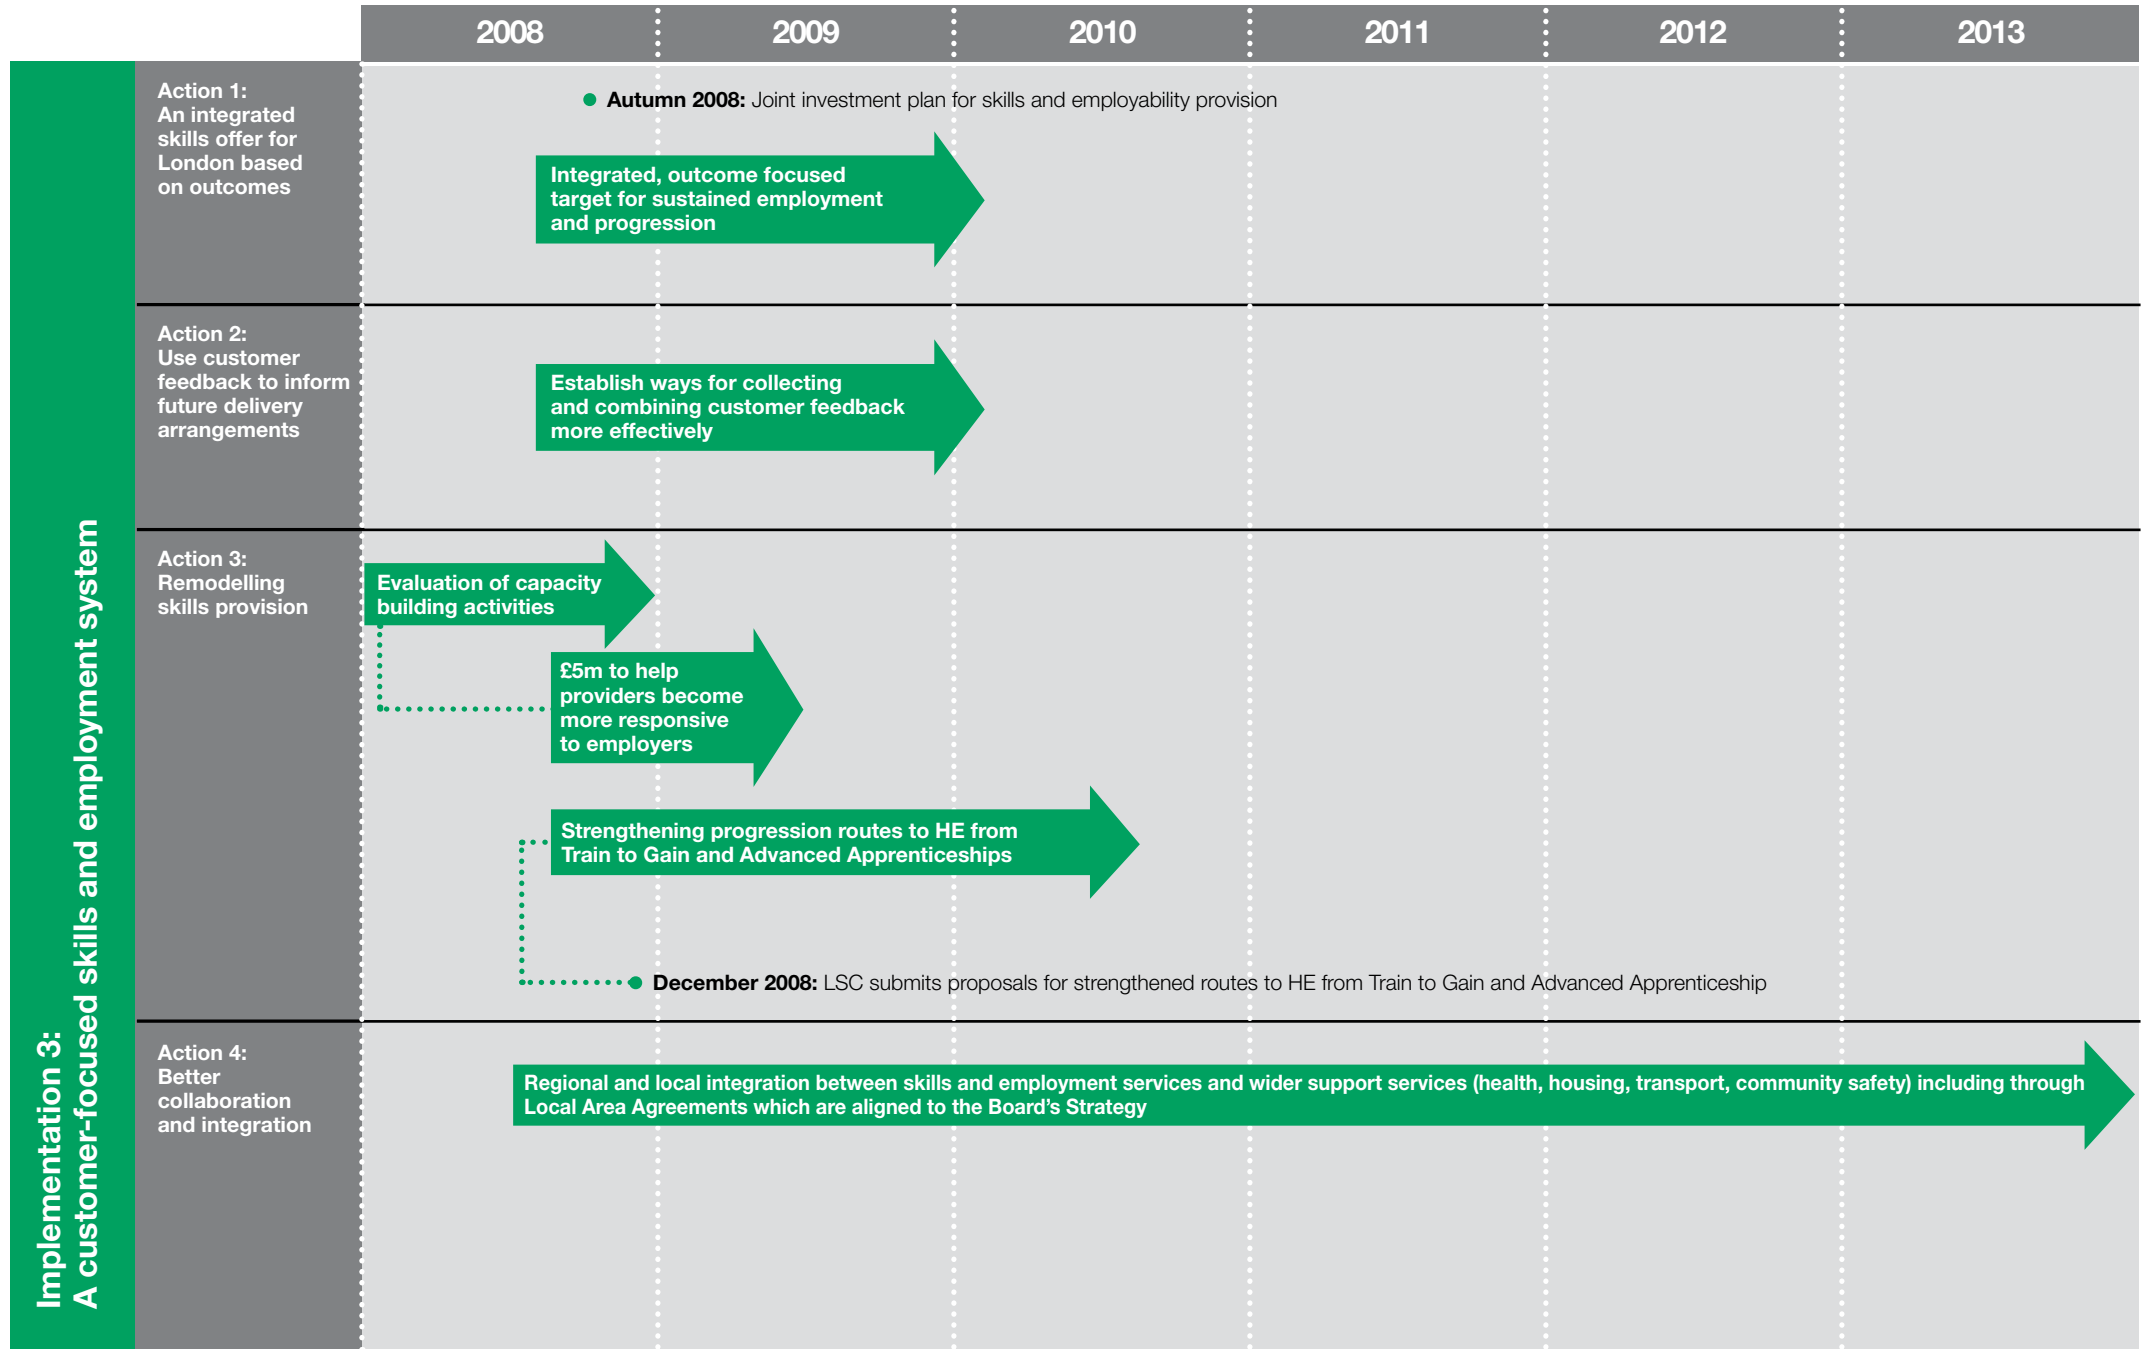 2008 2009 2010 2011 2012 2013
Implementation 3:
A customer-focused skills and employment system
Action 1:
An integrated
skills offer for
London based
on outcomes
Autumn 2008: Joint investment plan for skills and employability provision
Integrated, outcome focused
target for sustained employment
and progression
Action 2:
Use customer
feedback to inform
future delivery
arrangements
Establish ways for collecting
and combining customer feedback
more effectively
Action 3:
Remodelling
skills provision
Evaluation of capacity
building activities
£5m to help
providers become
more responsive
to employers
Strengthening progression routes to HE from
Train to Gain and Advanced Apprenticeships
December 2008: LSC submits proposals for strengthened routes to HE from Train to Gain and Advanced Apprenticeship
Action 4:
Better
collaboration
and integration
Regional and local integration between skills and employment services and wider support services (health, housing, transport, community safety) including through
Local Area Agreements which are aligned to the Board’s Strategy